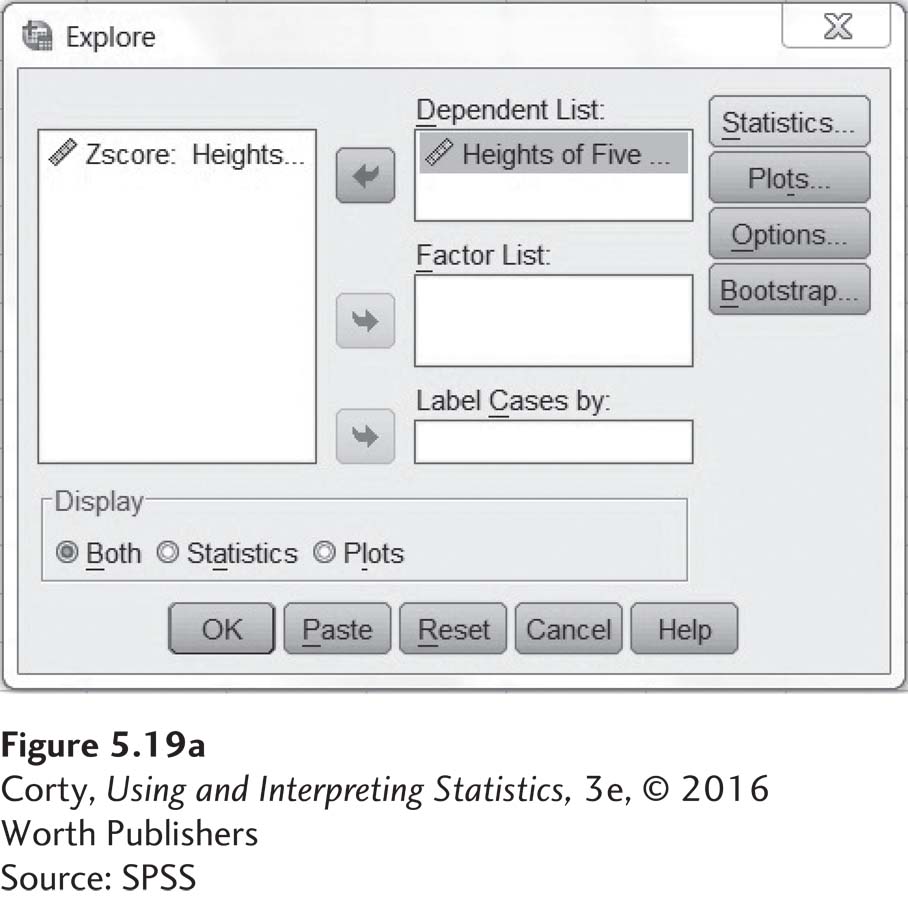 Explore
Dependent List:
Zscore: Heights...
Heights of Five ...
Statistics...
Plots...
Options...
Bootstrap...
Factor List:
Label Cases by:
Display
Both Statistics Plots
OK Paste Reset Cancel Help
Figure 5.19a
Corty, Using and Interpreting Statistics, 3e, © 2016
Worth Publishers
Source: SPSS